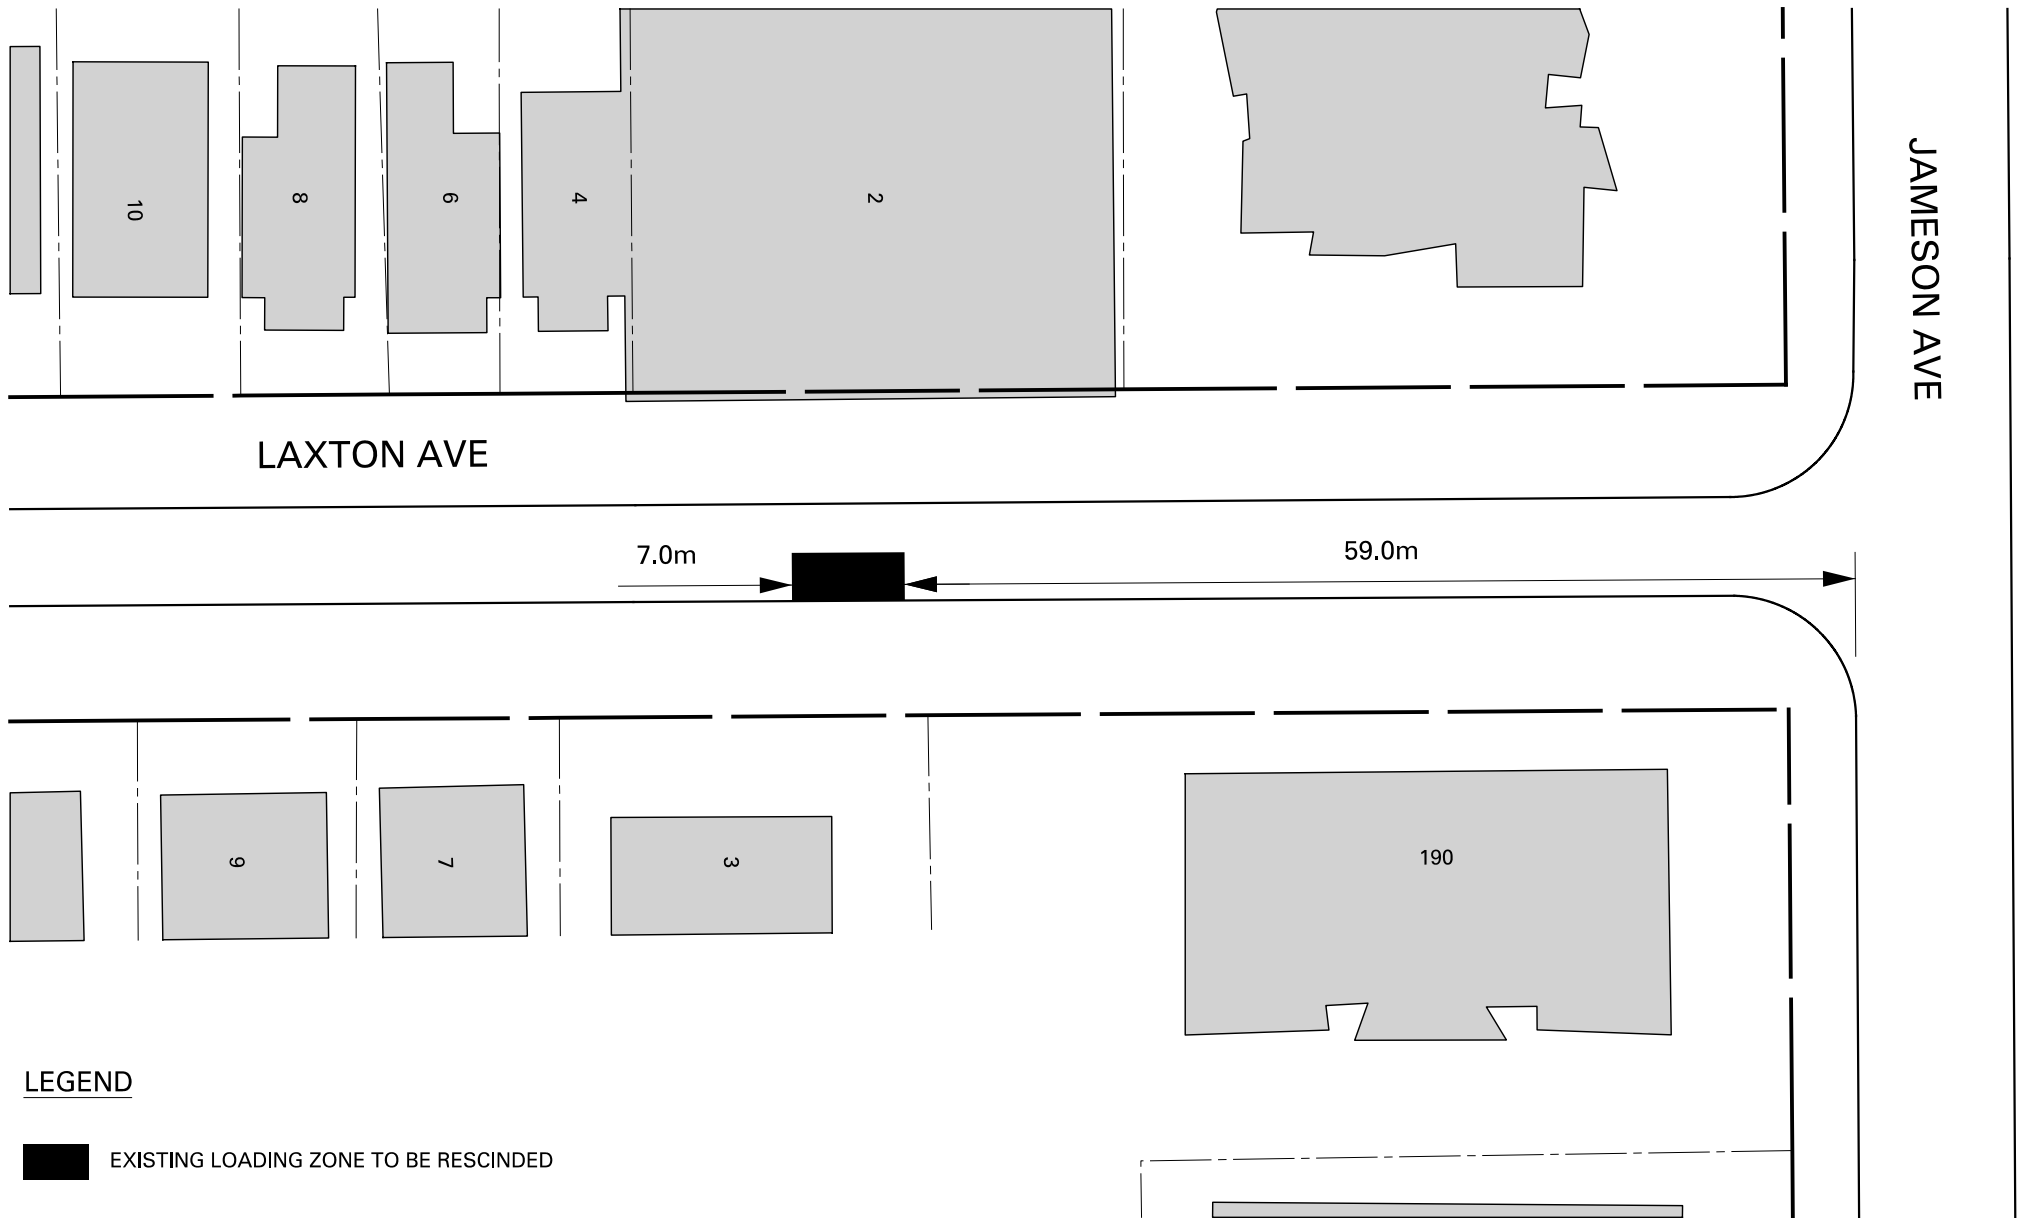 10
8
6
4
2
JAMESON AVE
LAXTON AVE
7.0m
59.0m
9
7
3
190
LEGEND
EXISTING LOADING ZONE TO BE RESCINDED